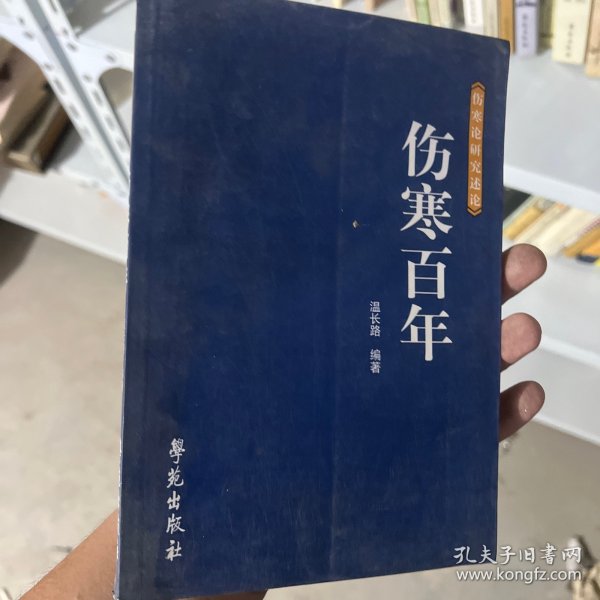 《伤寒论研究述论》
伤寒百年
温长路 编著
學苑出版社
孔夫子旧书网
www.kongfz.com